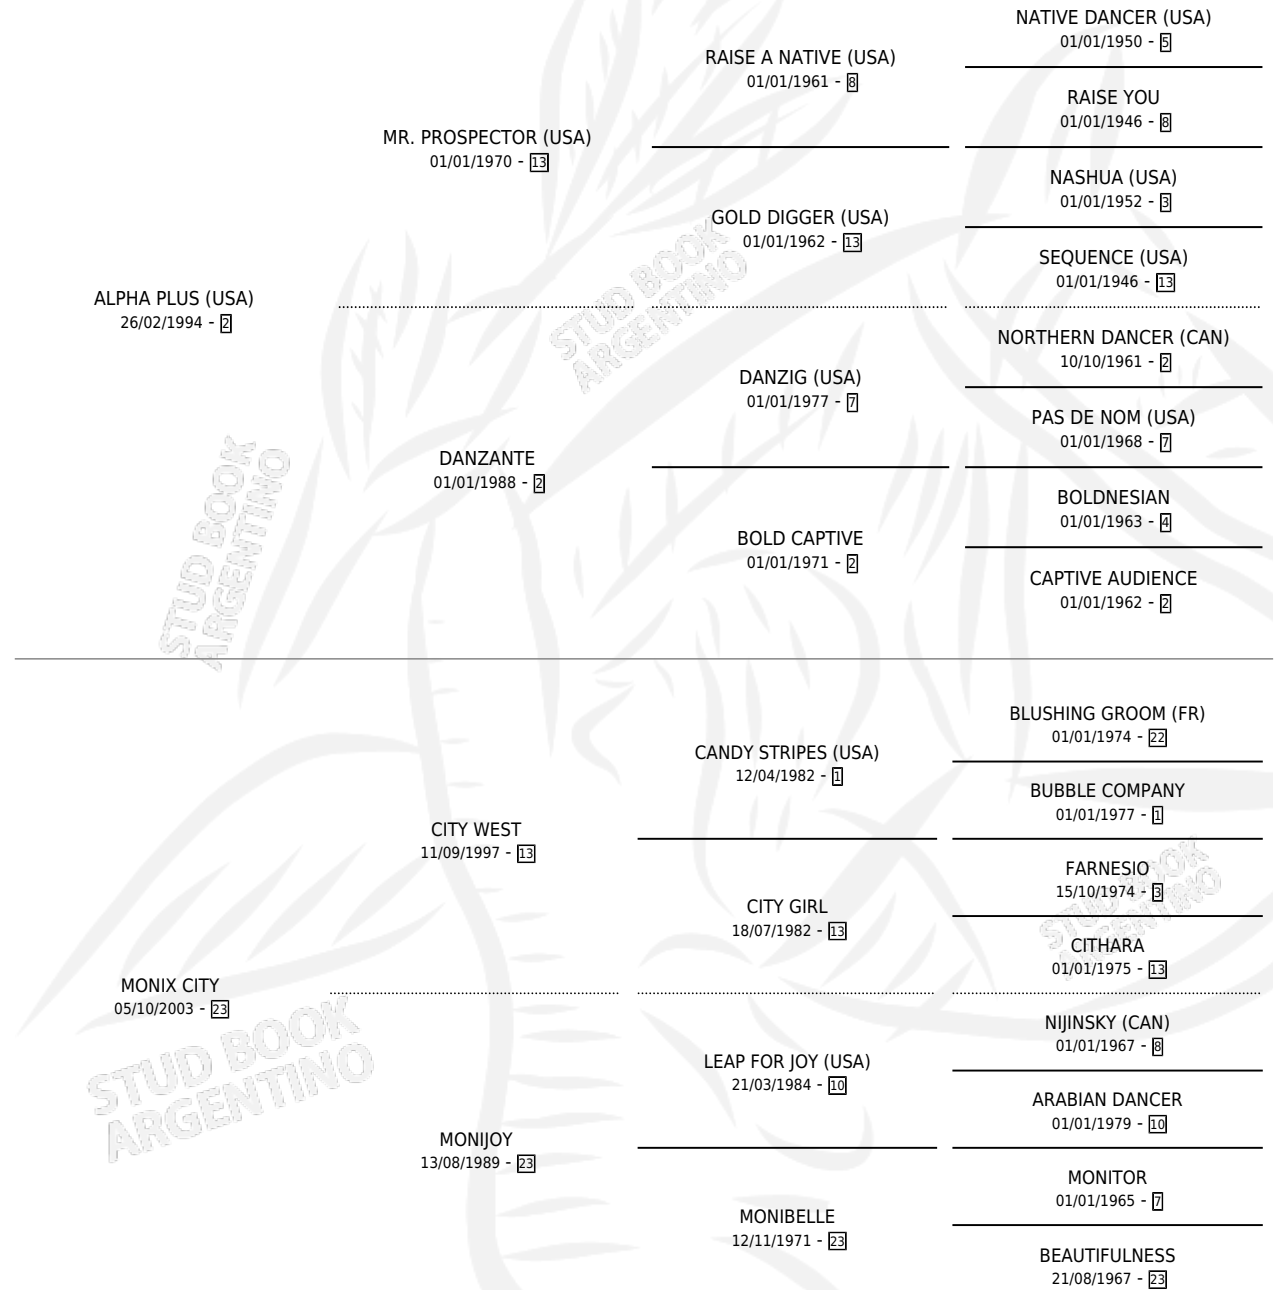 NATIVE DANCER (USA)
01/01/1950 - 5
RAISE A NATIVE (USA)
01/01/1961 - 8
RAISE YOU
01/01/1946 - 8
MR. PROSPECTOR (USA)
01/01/1970 - 13
NASHUA (USA)
01/01/1952 - 3
GOLD DIGGER (USA)
01/01/1962 - 13
SEQUENCE (USA)
01/01/1946 - 13
ALPHA PLUS (USA)
26/02/1994 - 2
NORTHERN DANCER (CAN)
10/10/1961 - 2
DANZIG (USA)
01/01/1977 - 7
PAS DE NOM (USA)
01/01/1968 - 7
DANZANTE
01/01/1988 - 2
BOLDNESIAN
01/01/1963 - 4
BOLD CAPTIVE
01/01/1971 - 2
CAPTIVE AUDIENCE
01/01/1962 - 2
STUD BOOK
ARGENTINO
STUD BOOK
ARGENTINO
BLUSHING GROOM (FR)
01/01/1974 - 22
CANDY STRIPES (USA)
12/04/1982 - 1
BUBBLE COMPANY
01/01/1977 - 1
CITY WEST
11/09/1997 - 13
FARNESIO
15/10/1974 - 3
CITY GIRL
18/07/1982 - 13
CITHARA
01/01/1975 - 13
MONIX CITY
05/10/2003 - 23
NIJINSKY (CAN)
01/01/1967 - 8
LEAP FOR JOY (USA)
21/03/1984 - 10
ARABIAN DANCER
01/01/1979 - 10
MONIJOY
13/08/1989 - 23
MONITOR
01/01/1965 - 7
MONIBELLE
12/11/1971 - 23
BEAUTIFULNESS
21/08/1967 - 23
STUD BOOK
ARGENTINO
STUD BOOK
ARGENTINO